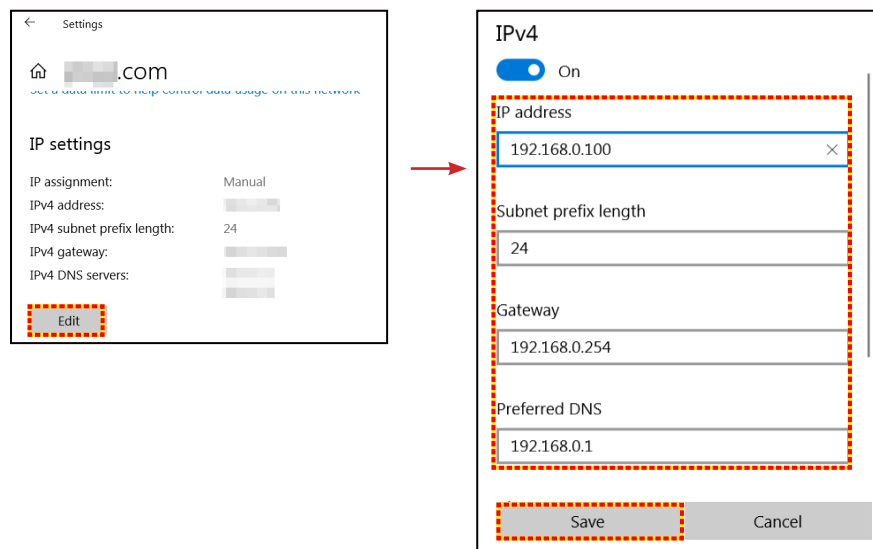 Settings
.com
Set a data limit to help control data usage on this network
IP settings
IP assignment: Manual
IPv4 address:
IPv4 subnet prefix length: 24
IPv4 gateway:
IPv4 DNS servers:
Edit
IPv4
On
IP address
192.168.0.100
Subnet prefix length
24
Gateway
192.168.0.254
Preferred DNS
192.168.0.1
Save Cancel